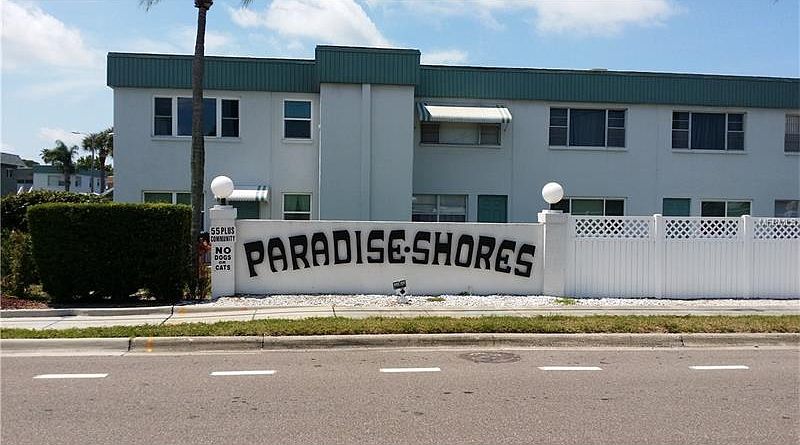 55 PLUS
COMMUNITY
NO
DOGS
OR
CATS
PARADISE·SHORES